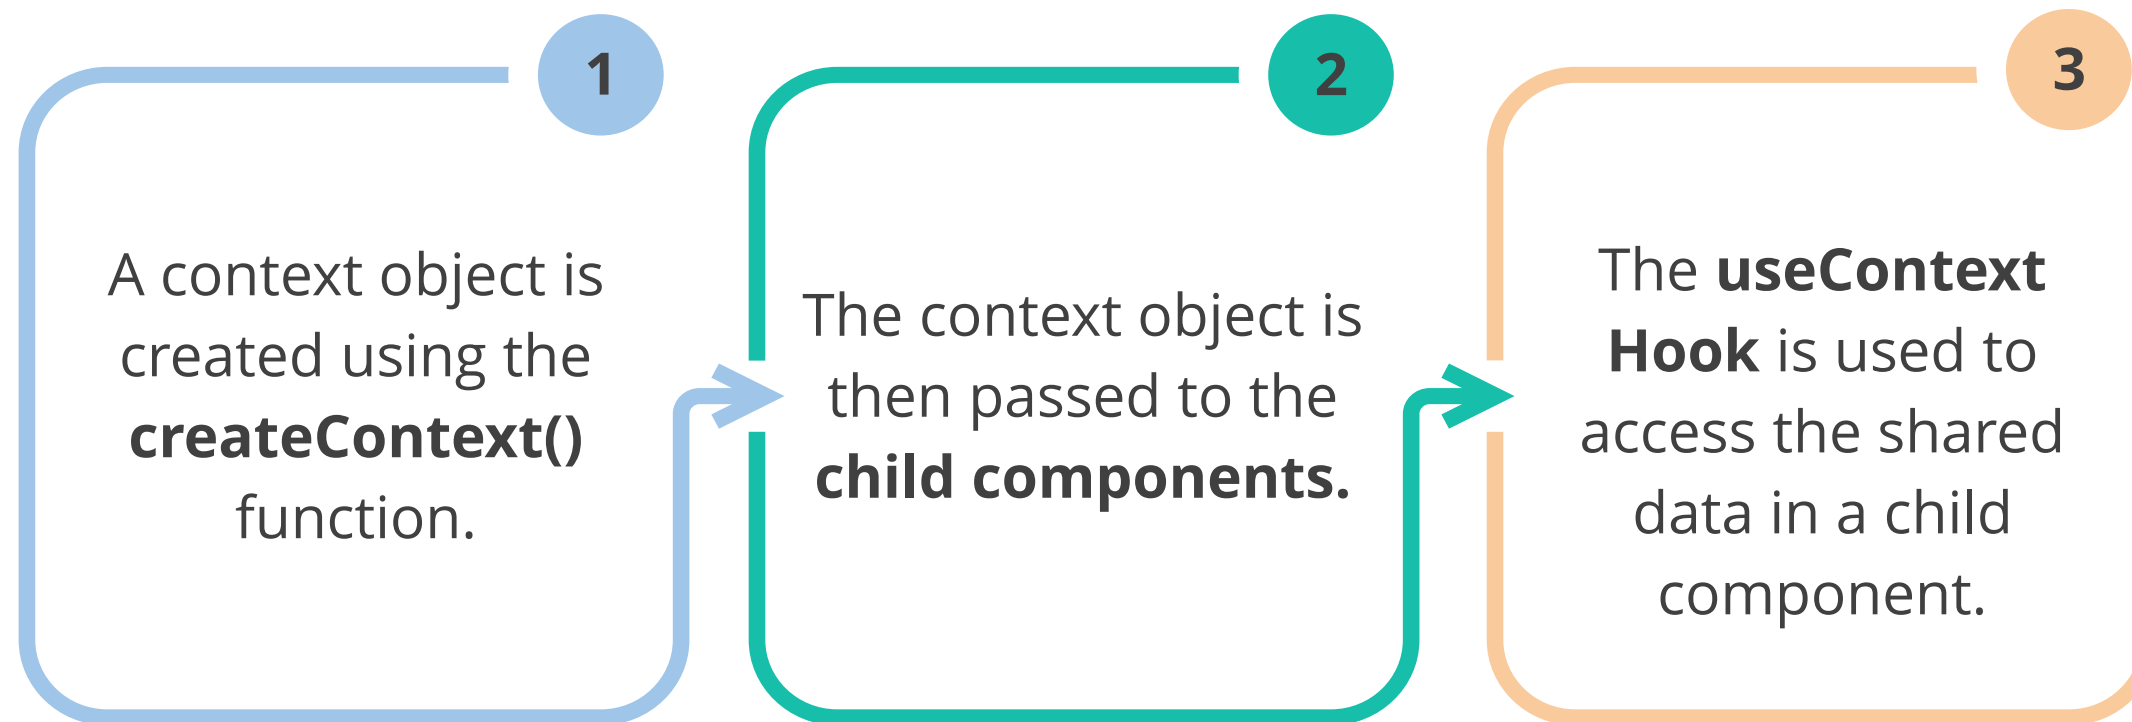 1
A context object is
created using the
createContext()
function.
2
The context object is
then passed to the
child components.
3
The useContext
Hook is used to
access the shared
data in a child
component.